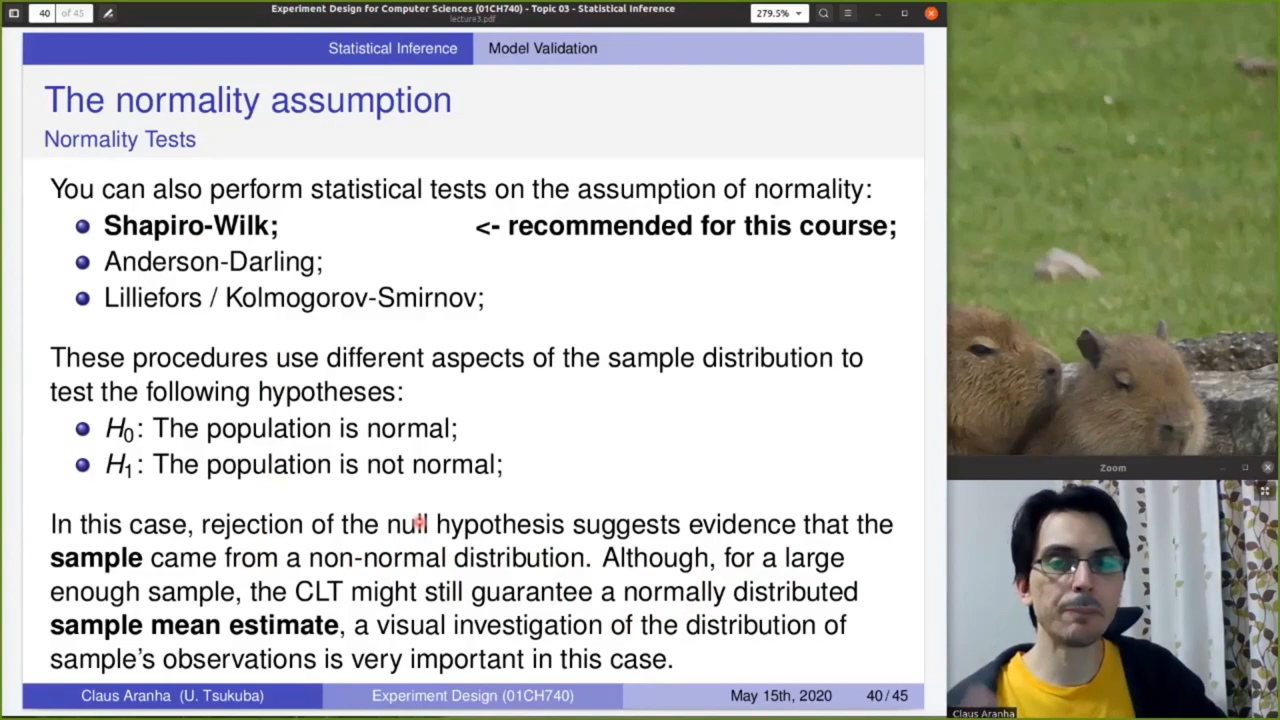 40 of 45
Experiment Design for Computer Sciences (01CH740) - Topic 03 - Statistical Inference
lecture3.pdf
279.5%
Statistical Inference Model Validation
The normality assumption
Normality Tests
You can also perform statistical tests on the assumption of normality:
Shapiro-Wilk; <- recommended for this course;
Anderson-Darling;
Lilliefors / Kolmogorov-Smirnov;
These procedures use different aspects of the sample distribution to
test the following hypotheses:
H0: The population is normal;
H1: The population is not normal;
In this case, rejection of the null hypothesis suggests evidence that the
sample came from a non-normal distribution. Although, for a large
enough sample, the CLT might still guarantee a normally distributed
sample mean estimate, a visual investigation of the distribution of
sample's observations is very important in this case.
Claus Aranha (U. Tsukuba) Experiment Design (01CH740) May 15th, 2020 40 / 45
Zoom
Claus Aranha